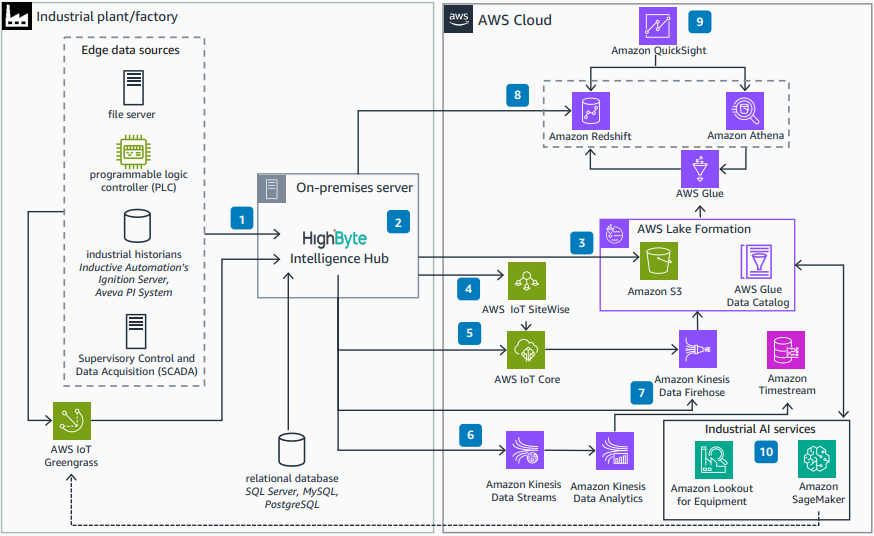 Industrial plant/factory
Edge data sources
file server
programmable logic
controller (PLC)
industrial historians
Inductive Automation's
Ignition Server,
Aveva PI System
Supervisory Control and
Data Acquisition (SCADA)
AWS IoT
Greengrass
1
On-premises server
2
HighByte
Intelligence Hub
relational database
SQL Server, MySQL,
PostgreSQL
aws
AWS Cloud
9
Amazon QuickSight
8
Amazon Redshift
Amazon Athena
AWS Glue
3
AWS Lake Formation
Amazon S3
AWS Glue
Data Catalog
4
AWS IoT SiteWise
5
AWS IoT Core
7
Amazon Kinesis
Data Firehose
Amazon
Timestream
6
Amazon Kinesis
Data Streams
Amazon Kinesis
Data Analytics
Industrial AI services
10
Amazon Lookout
for Equipment
Amazon
SageMaker